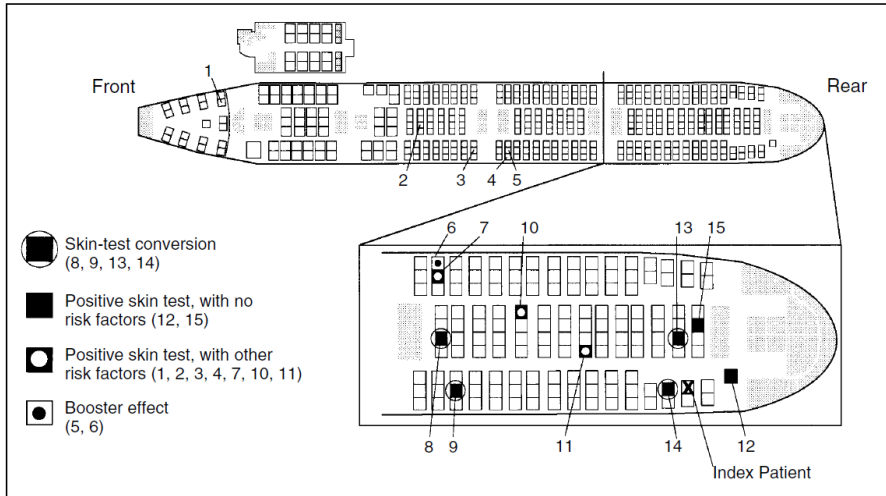 Front
1
Rear
2
3
4
5
Skin-test conversion
(8, 9, 13, 14)
Positive skin test, with no
risk factors (12, 15)
Positive skin test, with other
risk factors (1, 2, 3, 4, 7, 10, 11)
Booster effect
(5, 6)
6
7
10
13
15
8
9
11
14
12
X
Index Patient